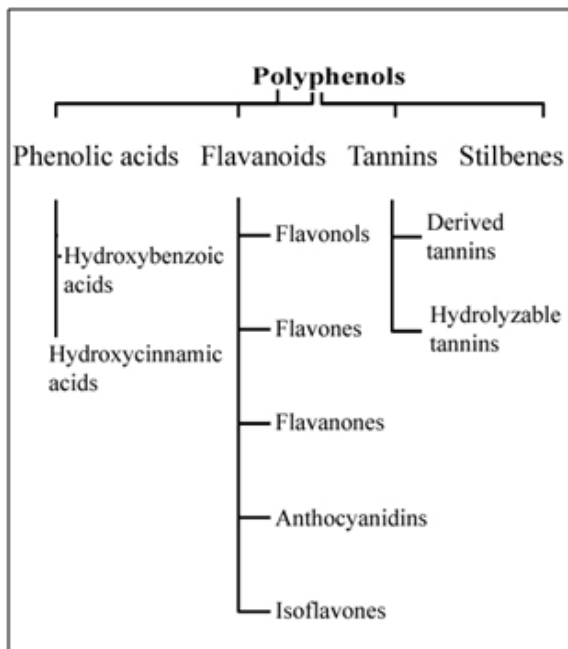 Polyphenols
Phenolic acids Flavanoids Tannins Stilbenes
Hydroxybenzoic
acids
Hydroxycinnamic
acids
Flavonols
Flavones
Flavanones
Anthocyanidins
Isoflavones
Derived
tannins
Hydrolyzable
tannins